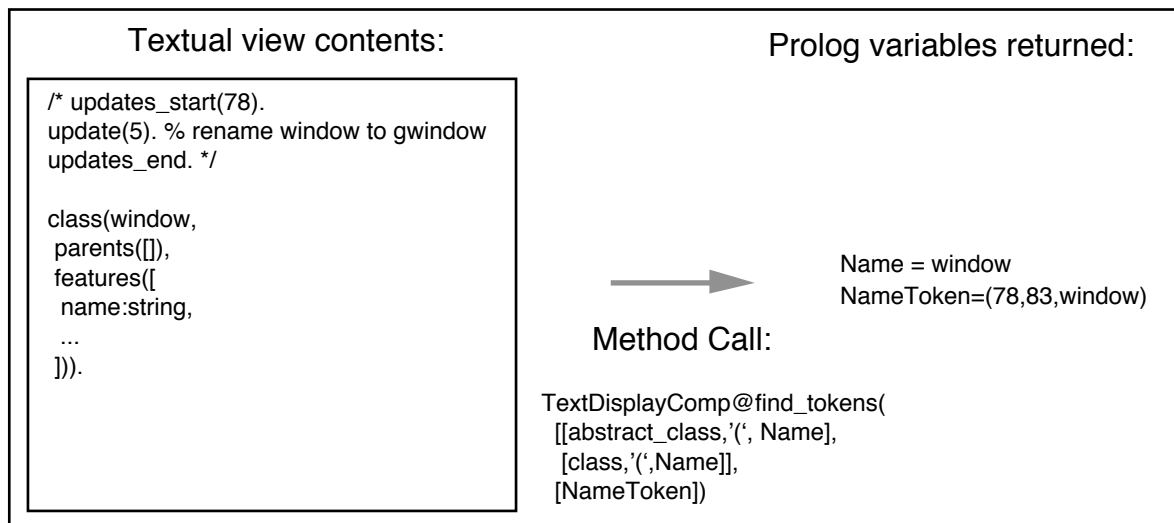 Textual view contents:
/* updates_start(78).
update(5). % rename window to gwindow
updates_end. */
class(window,
parents([]),
features([
name:string,
...
])).
Prolog variables returned:
Name = window
NameToken=(78,83,window)
Method Call:
TextDisplayComp@find_tokens(
[[abstract_class,’(‘, Name],
[class,’(‘,Name]],
[NameToken])